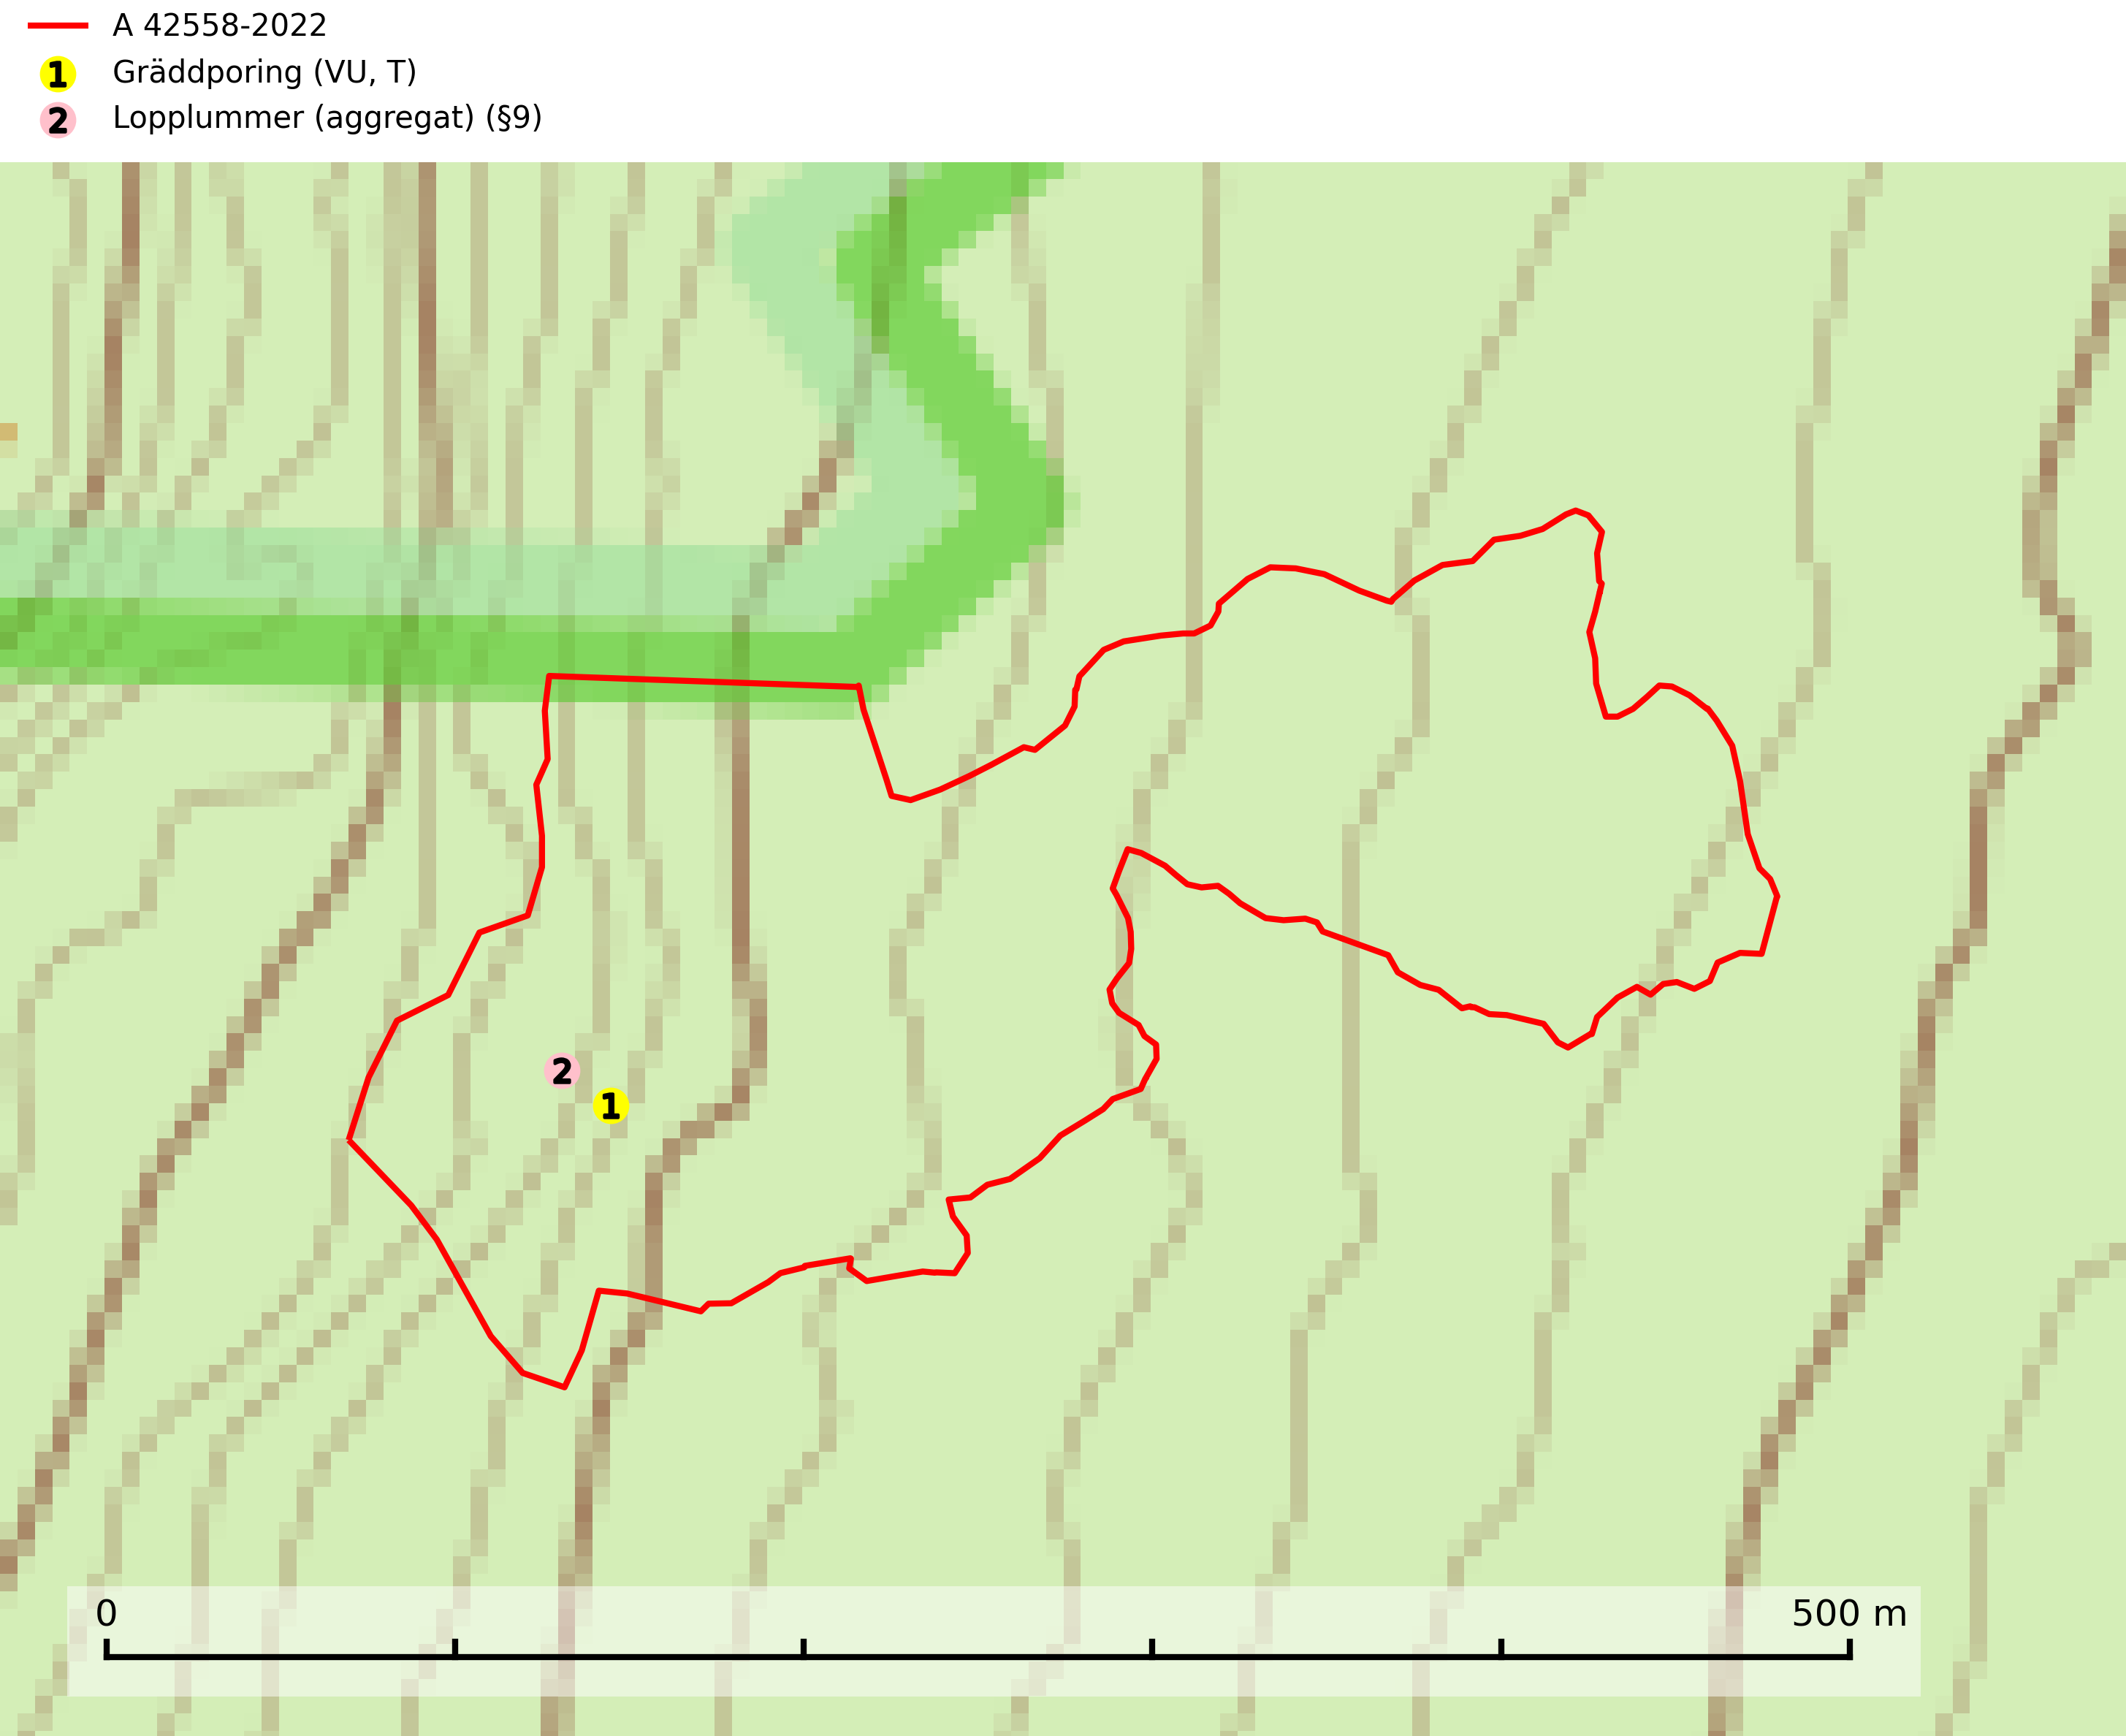 A 42558-2022
1 Gräddporing (VU, T)
2 Lopplummer (aggregat) (§9)
2
1
0 500 m